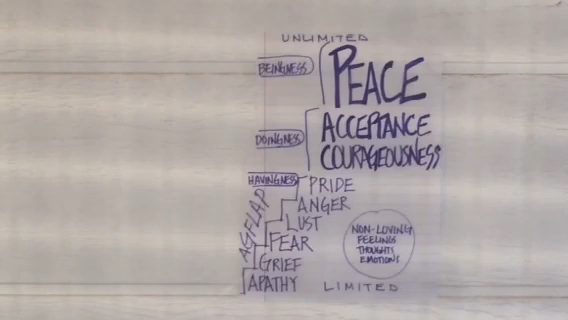 UNLIMITED
BEINGNESS
PEACE
DOINGNESS
ACCEPTANCE
COURAGEOUSNESS
HAVINGNESS
PRIDE
ANGER
LUST
FEAR
GRIEF
APATHY
AGFLAP
NON-LOVING
FEELINGS
THOUGHTS
EMOTIONS
LIMITED